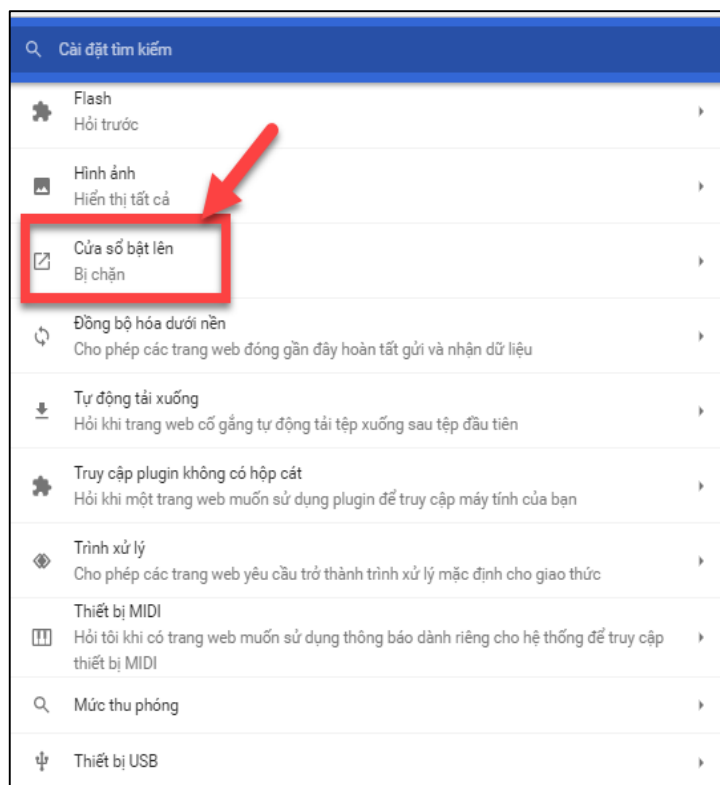 Cài đặt tìm kiếm
Flash
Hỏi trước
Hình ảnh
Hiển thị tất cả
Cửa sổ bật lên
Bị chặn
Đồng bộ hóa dưới nền
Cho phép các trang web đóng gần đây hoàn tất gửi và nhận dữ liệu
Tự động tải xuống
Hỏi khi trang web cố gắng tự động tải tệp xuống sau tệp đầu tiên
Truy cập plugin không có hộp cát
Hỏi khi một trang web muốn sử dụng plugin để truy cập máy tính của bạn
Trình xử lý
Cho phép các trang web yêu cầu trở thành trình xử lý mặc định cho giao thức
Thiết bị MIDI
Hỏi tôi khi có trang web muốn sử dụng thông báo dành riêng cho hệ thống để truy cập
thiết bị MIDI
Mức thu phóng
Thiết bị USB